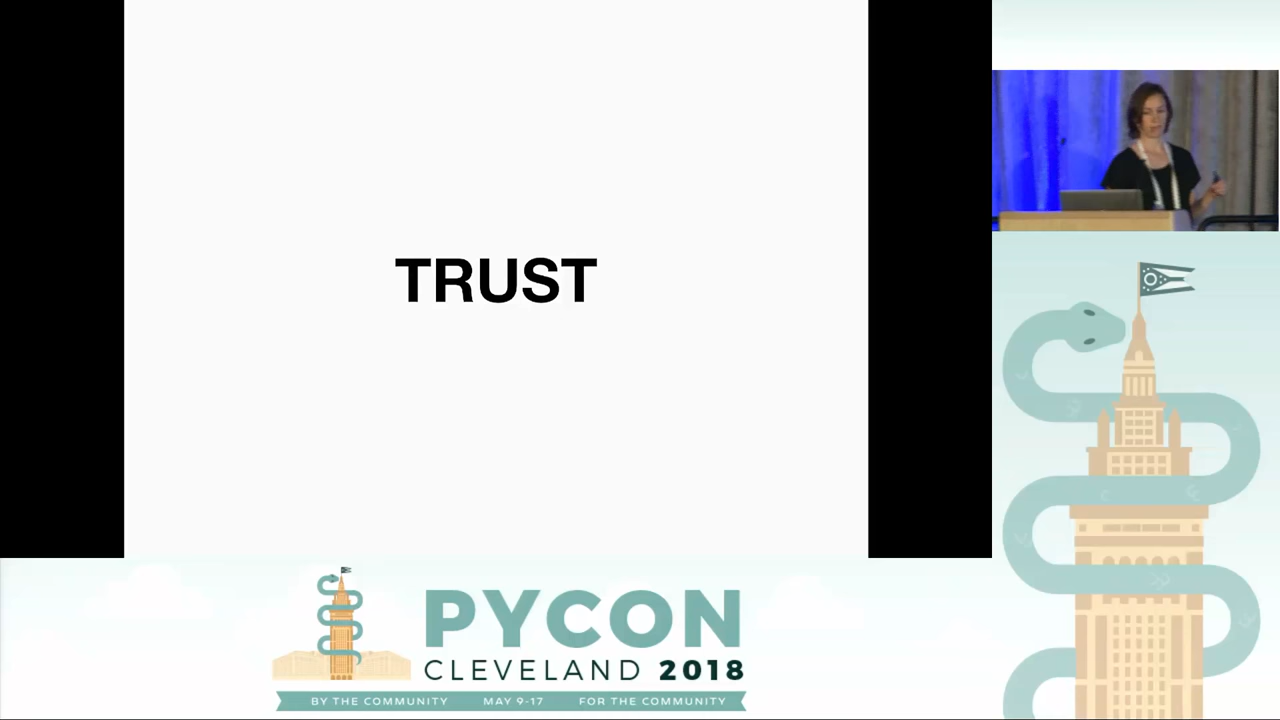 TRUST
PYCON
CLEVELAND 2018
BY THE COMMUNITY MAY 9-17 FOR THE COMMUNITY